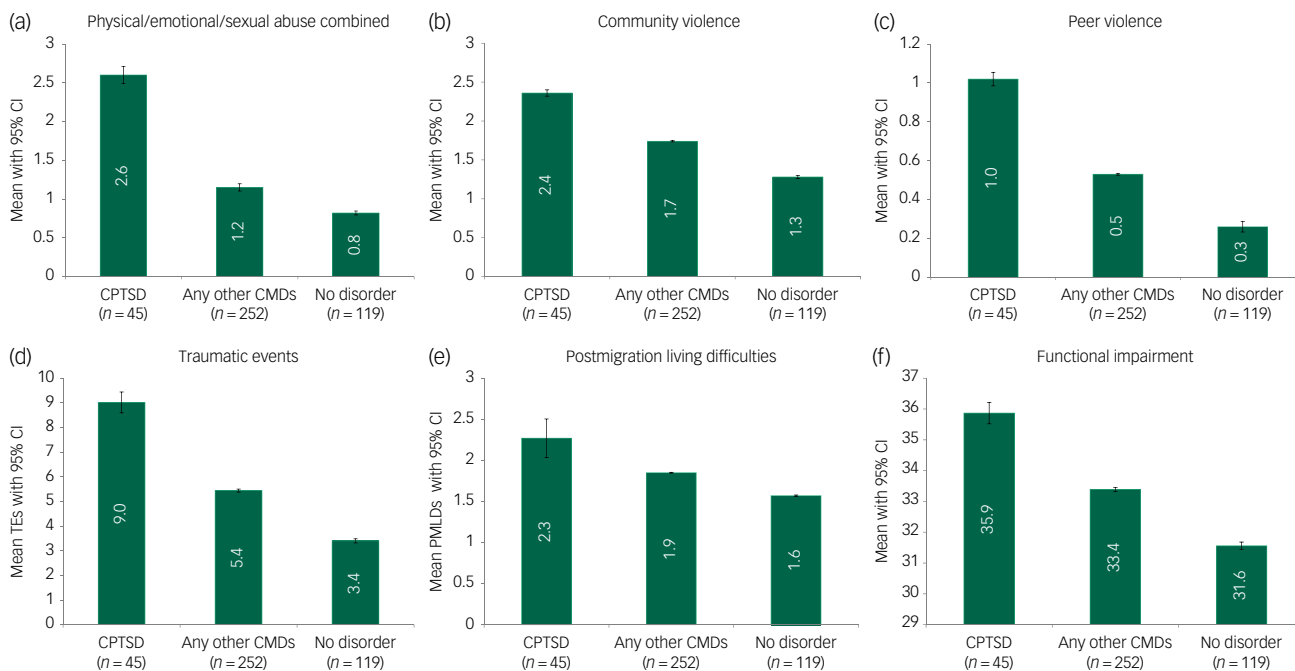 (a)
Physical/emotional/sexual abuse combined
Mean with 95% CI
3
2.5
2
1.5
1
0.5
0
2.6
1.2
0.8
CPTSD
(n = 45)
Any other CMDs
(n = 252)
No disorder
(n = 119)
(b)
Community violence
Mean with 95% CI
3
2.5
2
1.5
1
0.5
0
2.4
1.7
1.3
CPTSD
(n = 45)
Any other CMDs
(n = 252)
No disorder
(n = 119)
(c)
Peer violence
Mean with 95% CI
1.2
1
0.8
0.6
0.4
0.2
0
1.0
0.5
0.3
CPTSD
(n = 45)
Any other CMDs
(n = 252)
No disorder
(n = 119)
(d)
Traumatic events
Mean TEs with 95% CI
10
9
8
7
6
5
4
3
2
1
0
9.0
5.4
3.4
CPTSD
(n = 45)
Any other CMDs
(n = 252)
No disorder
(n = 119)
(e)
Postmigration living difficulties
Mean PMLDs with 95% CI
3
2.5
2
1.5
1
0.5
0
2.3
1.9
1.6
CPTSD
(n = 45)
Any other CMDs
(n = 252)
No disorder
(n = 119)
(f)
Functional impairment
Mean with 95% CI
37
36
35
34
33
32
31
30
29
35.9
33.4
31.6
CPTSD
(n = 45)
Any other CMDs
(n = 252)
No disorder
(n = 119)